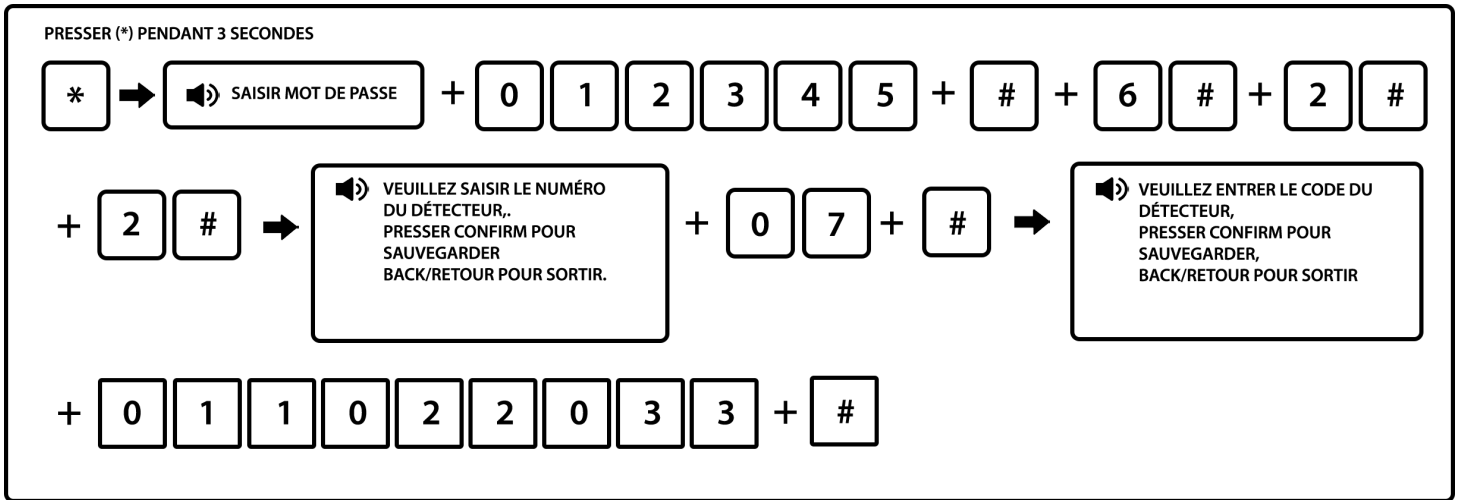 PRESSER (*) PENDANT 3 SECONDES
* SAISIR MOT DE PASSE + 0 1 2 3 4 5 + # + 6 # + 2 #
+ 2 #
VEUILLEZ SAISIR LE NUMÉRO
DU DÉTECTEUR,.
PRESSER CONFIRM POUR
SAUVEGARDER
BACK/RETOUR POUR SORTIR.
+ 0 7 + #
VEUILLEZ ENTRER LE CODE DU
DÉTECTEUR,
PRESSER CONFIRM POUR
SAUVEGARDER,
BACK/RETOUR POUR SORTIR
+ 0 1 1 0 2 2 0 3 3 + #